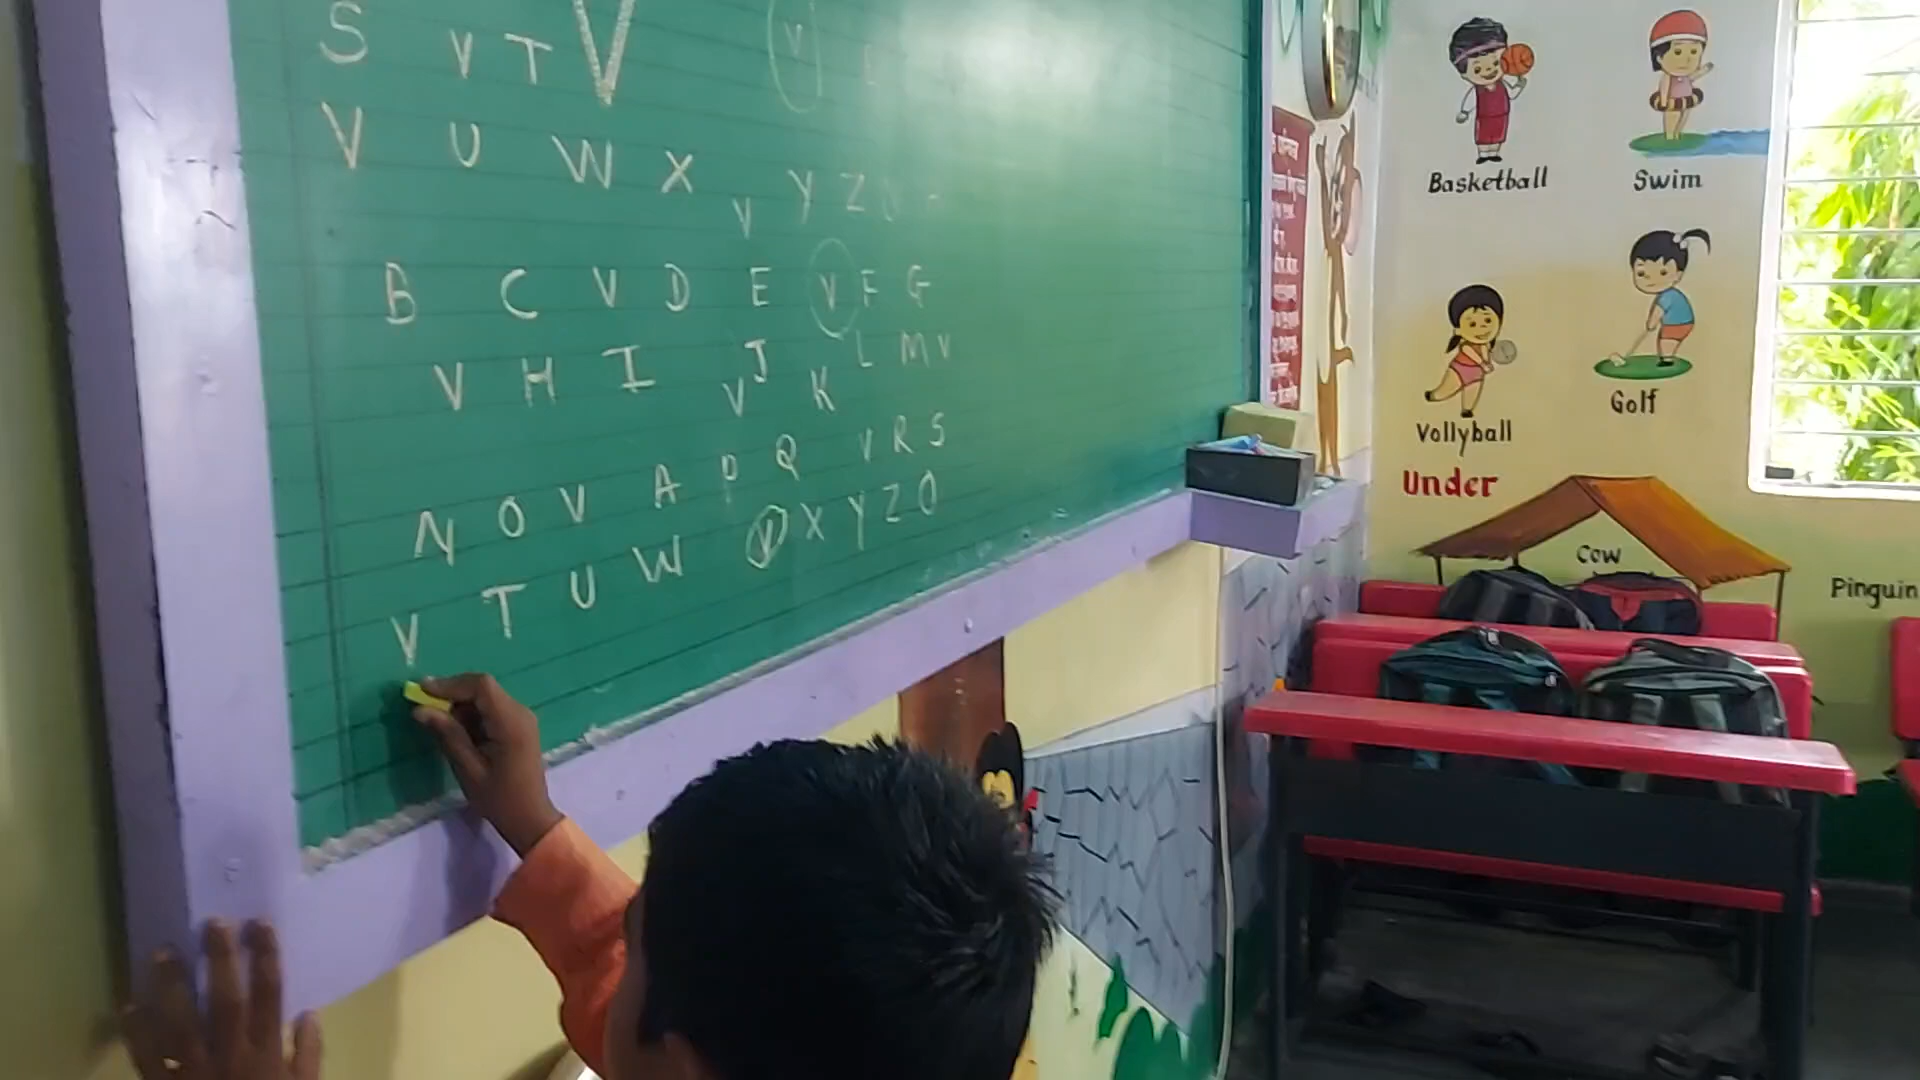 S V T V V
V U W X V Y Z
B C V D E V F G
V H I V J K L M V
N O V A P Q V R S
V T U W V X Y Z O
Basketball
Swim
Vollyball
Golf
Under
Cow
Pinguin